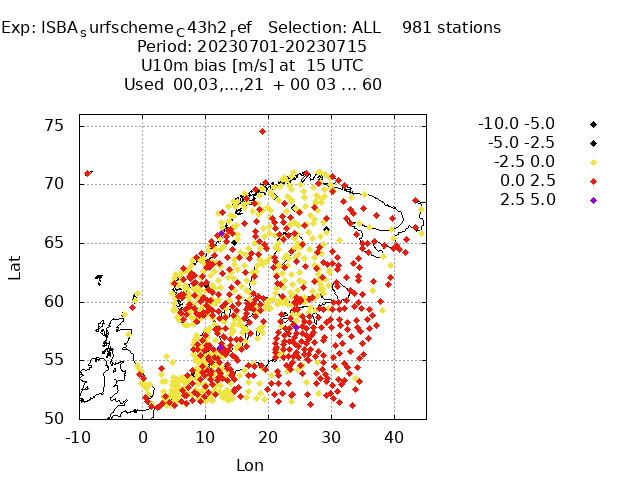 Exp: ISBAsurfschemeC43h2ref Selection: ALL 981 stations
Period: 20230701-20230715
U10m bias [m/s] at 15 UTC
Used 00,03,...,21 + 00 03 ... 60
-10.0 -5.0
-5.0 -2.5
-2.5 0.0
0.0 2.5
2.5 5.0
75
70
65
60
55
50
Lat
-10 0 10 20 30 40
Lon